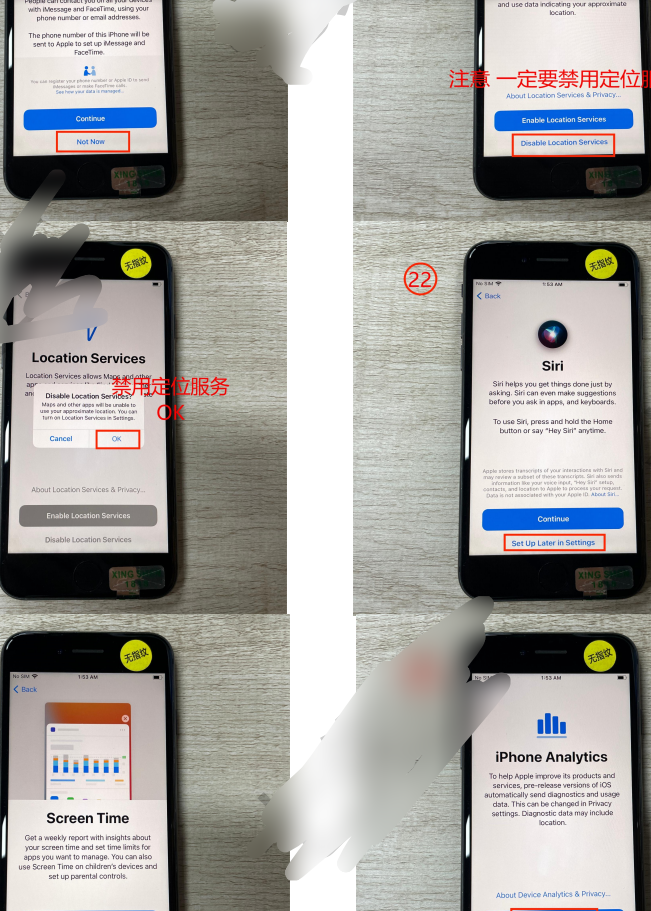 People can contact you on all your devices
with iMessage and FaceTime, using your
phone number or email addresses.
The phone number of this iPhone will be
sent to Apple to set up iMessage and
FaceTime.
You can register your phone number or Apple ID to send
iMessages or make FaceTime calls.
See how your data is managed...
Continue
Not Now
XING
and use data indicating your approximate
location.
注意 一定要禁用定位服
About Location Services & Privacy...
Enable Location Services
Disable Location Services
XING
无指纹
Location Services
Location Services allows Maps and other
禁用定位服务
OK
Disable Location Services?
Maps and other apps will be unable to
use your approximate location. You can
turn on Location Services in Settings.
Cancel
OK
About Location Services & Privacy...
Enable Location Services
Disable Location Services
XING
22
无指纹
No SIM
1:53 AM
Back
Siri
Siri helps you get things done just by
asking. Siri can even make suggestions
before you ask in apps, and keyboards.
To use Siri, press and hold the Home
button or say "Hey Siri" anytime.
Apple stores transcripts of your interactions with Siri and
may review a subset of these transcripts. Siri also sends
information like your voice input, "Hey Siri" setup,
contacts, and location to Apple to process your request.
Data is not associated with your Apple ID. About Siri...
Continue
Set Up Later in Settings
XING
无指纹
No SIM
1:53 AM
Back
Screen Time
Get a weekly report with insights about
your screen time and set time limits for
apps you want to manage. You can also
use Screen Time on children's devices and
set up parental controls.
无指纹
No SIM
1:53 AM
iPhone Analytics
To help Apple improve its products and
services, pre-release versions of iOS
automatically send diagnostics and usage
data. This can be changed in Privacy
settings. Diagnostic data may include
location.
About Device Analytics & Privacy...